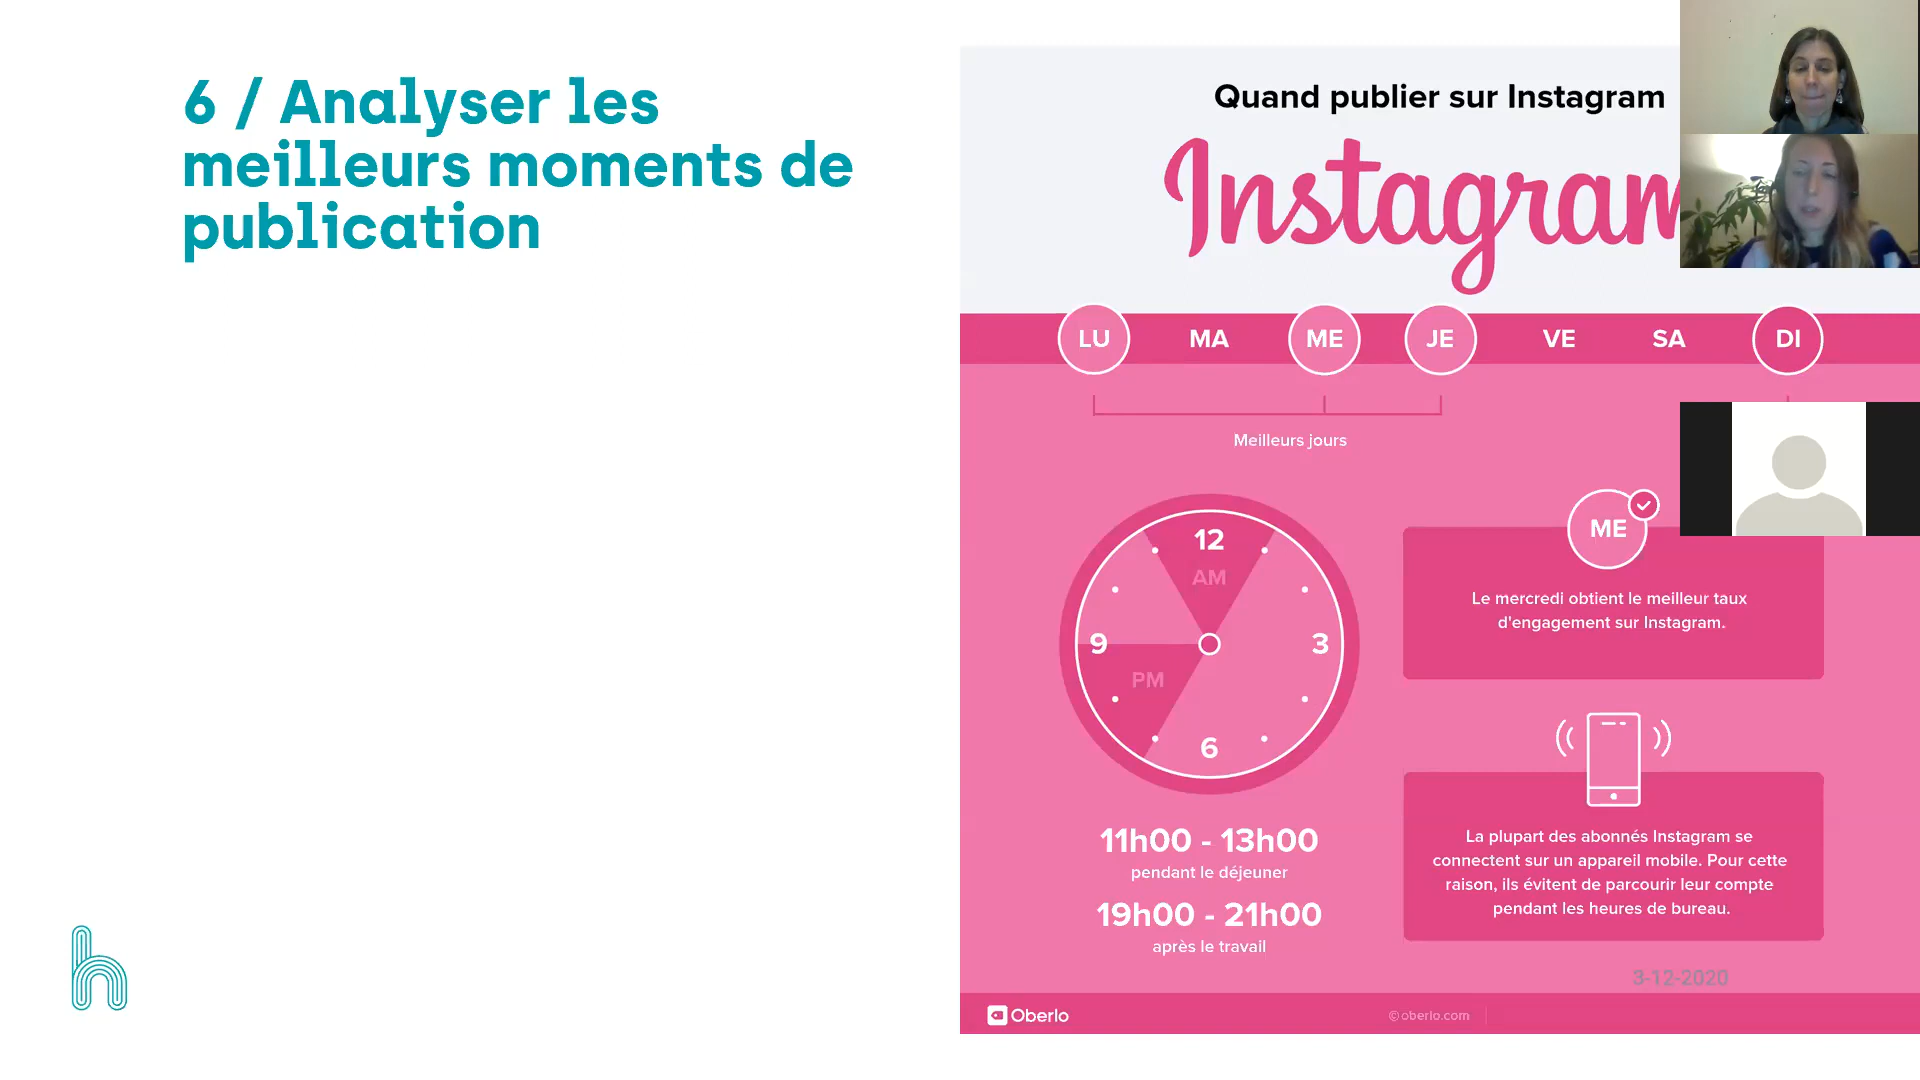 6 / Analyser les
meilleurs moments de
publication
Quand publier sur Instagram
Instagram
LU MA ME JE VE SA DI
Meilleurs jours
12
AM
9
3
PM
6
11h00 - 13h00
pendant le déjeuner
19h00 - 21h00
après le travail
ME
Le mercredi obtient le meilleur taux
d'engagement sur Instagram.
La plupart des abonnés Instagram se
connectent sur un appareil mobile. Pour cette
raison, ils évitent de parcourir leur compte
pendant les heures de bureau.
3-12-2020
Oberlo
© oberlo.com